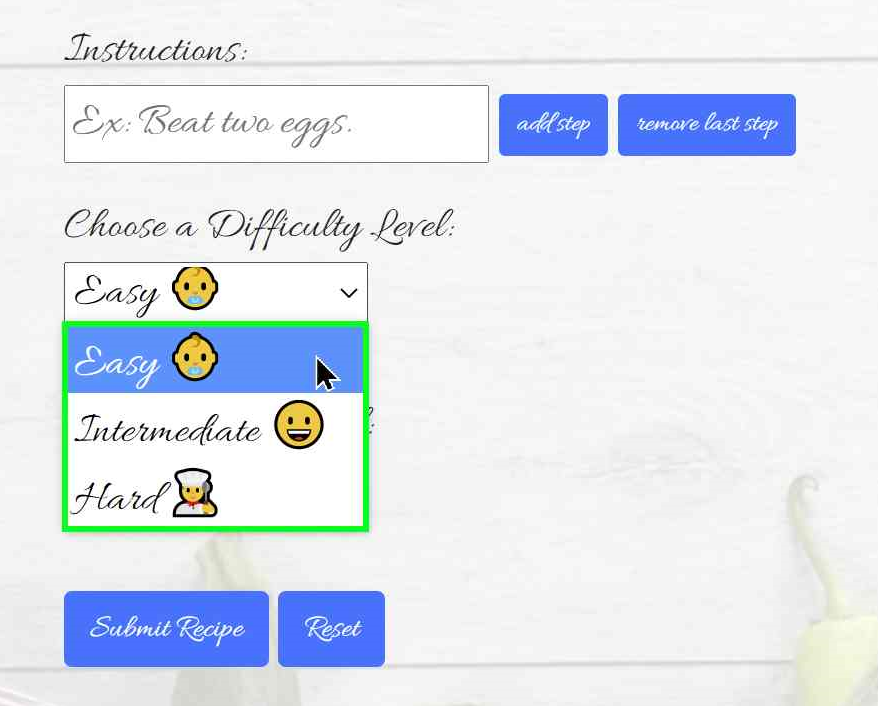 Instructions:
Ex: Beat two eggs. add step remove last step
Choose a Difficulty Level:
Easy 👶
Easy 👶
Intermediate 😀
Hard 🧑‍🍳
Submit Recipe Reset